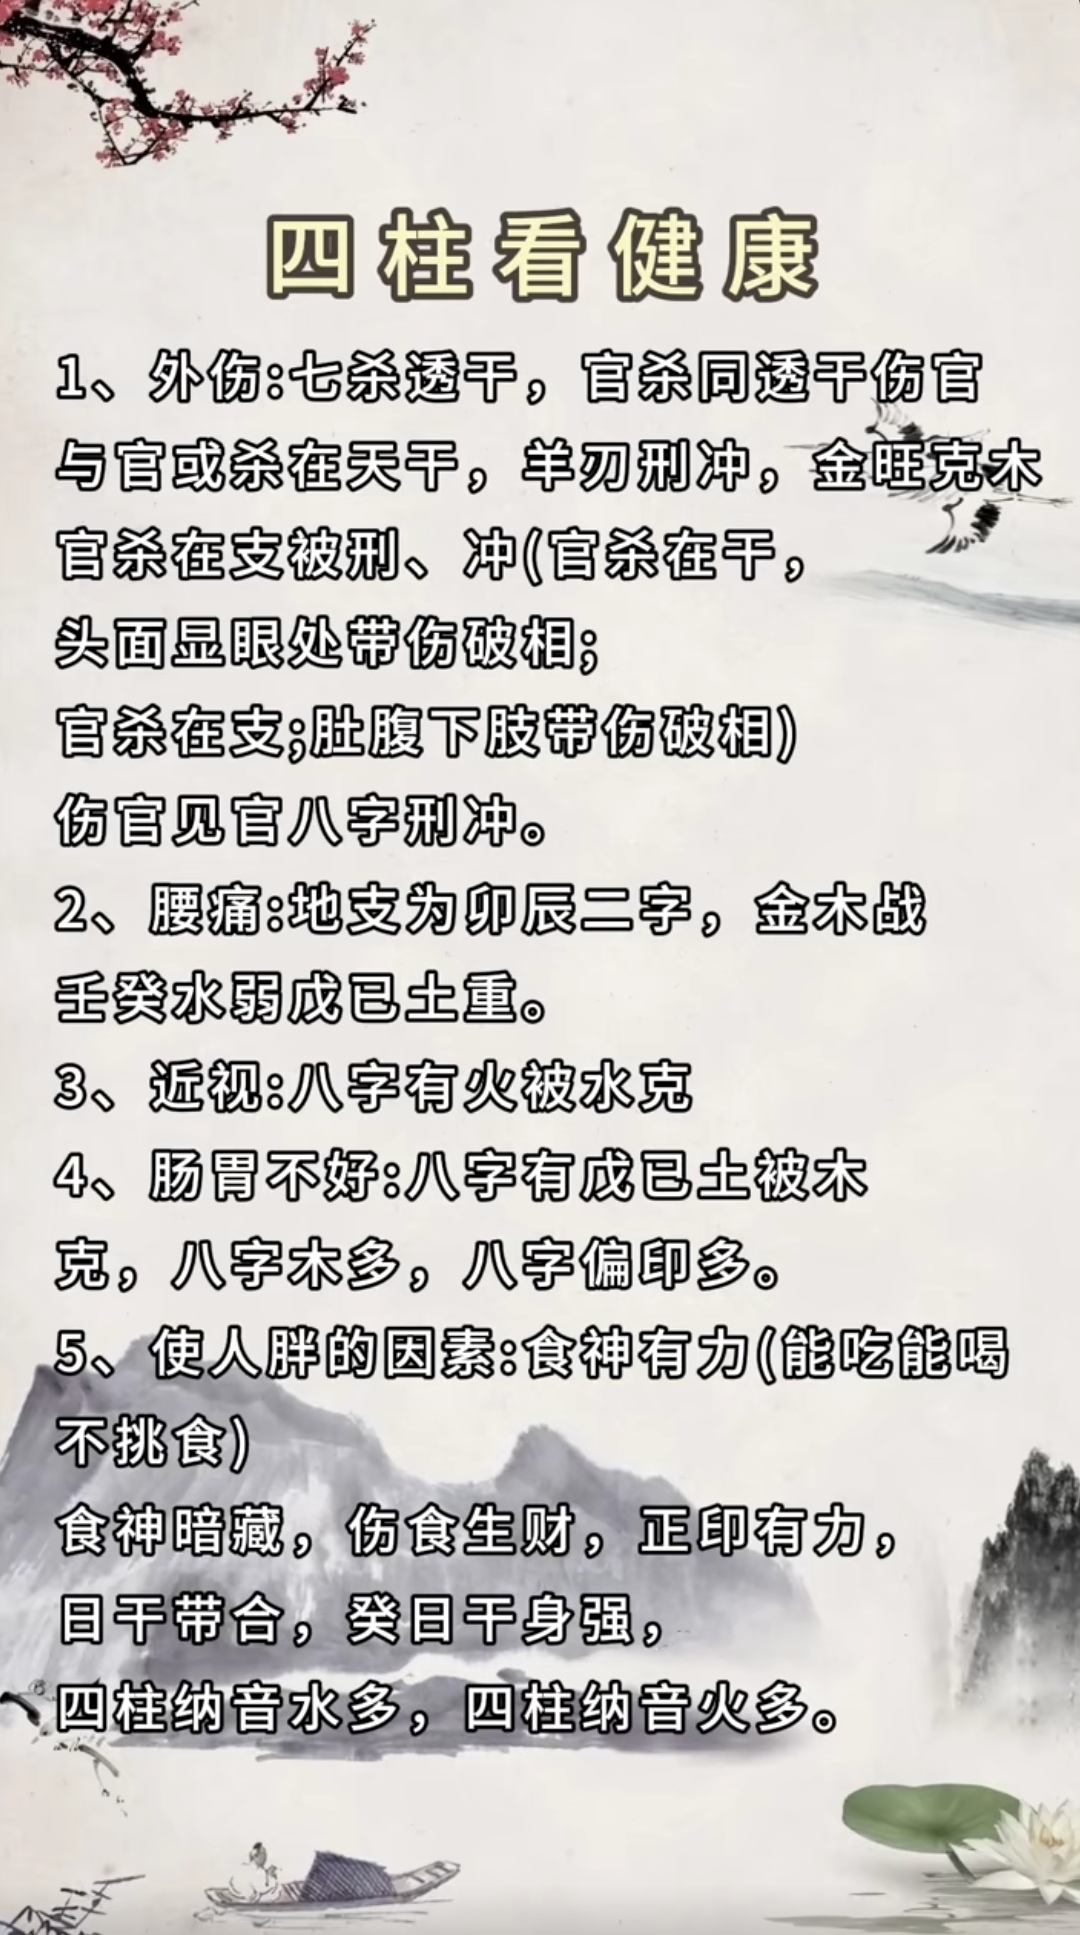 四柱看健康
1、外伤:七杀透干，官杀同透干伤官
与官或杀在天干，羊刃刑冲，金旺克木
官杀在支被刑、冲(官杀在干，
头面显眼处带伤破相;
官杀在支;肚腹下肢带伤破相)
伤官见官八字刑冲。
2、腰痛:地支为卯辰二字，金木战
壬癸水弱戊已土重。
3、近视:八字有火被水克
4、肠胃不好:八字有戊已土被木
克，八字木多，八字偏印多。
5、使人胖的因素:食神有力(能吃能喝
不挑食)
食神暗藏，伤食生财，正印有力，
日干带合，癸日干身强，
四柱纳音水多，四柱纳音火多。